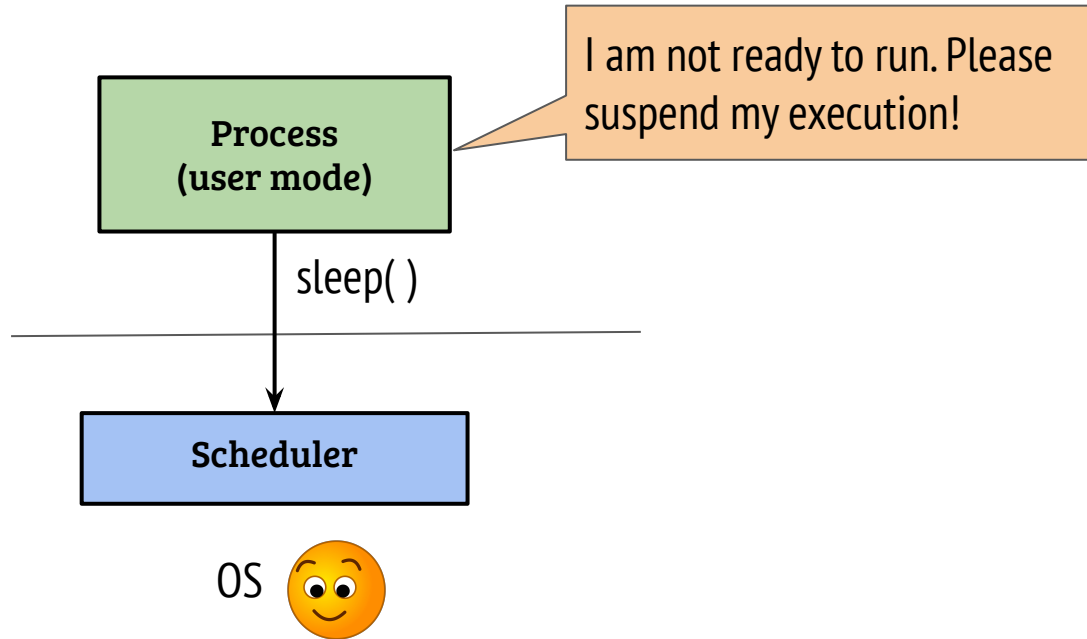 I am not ready to run. Please
suspend my execution!
Process
(user mode)
sleep( )
Scheduler
OS